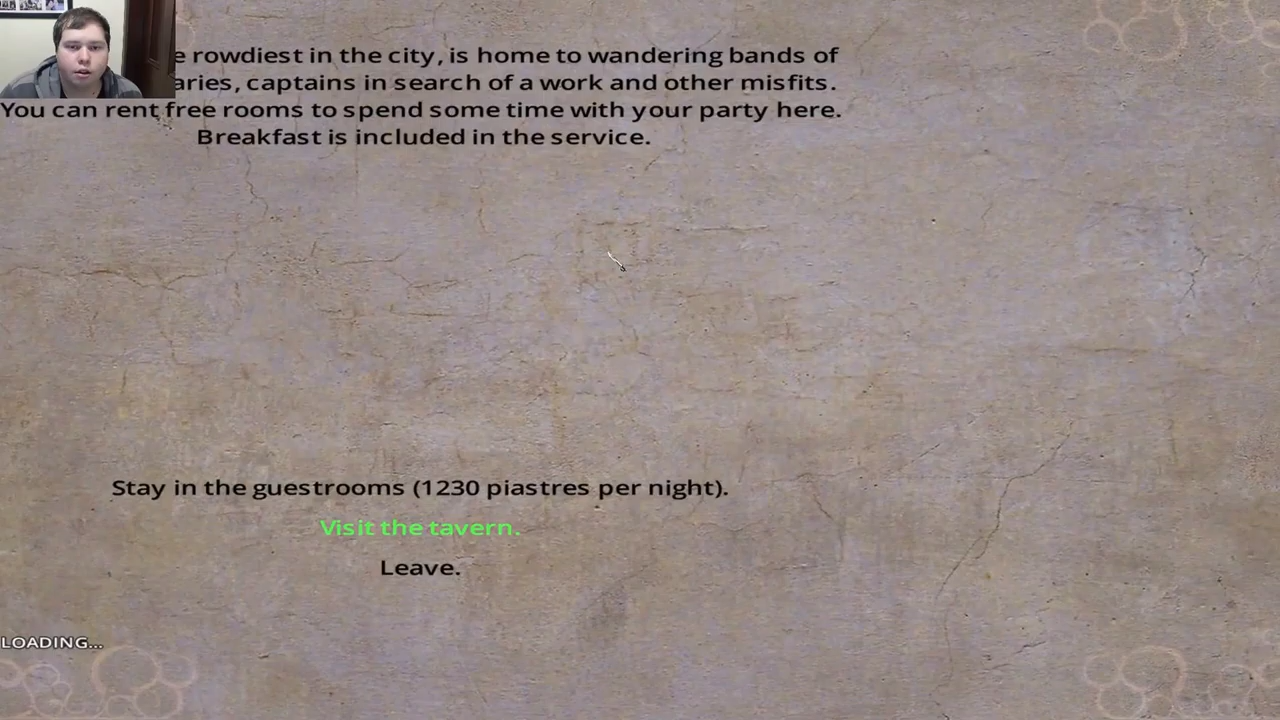 rowdiest in the city, is home to wandering bands of
aries, captains in search of a work and other misfits.
You can rent free rooms to spend some time with your party here.
Breakfast is included in the service.
Stay in the guestrooms (1230 piastres per night).
Visit the tavern.
Leave.
LOADING...